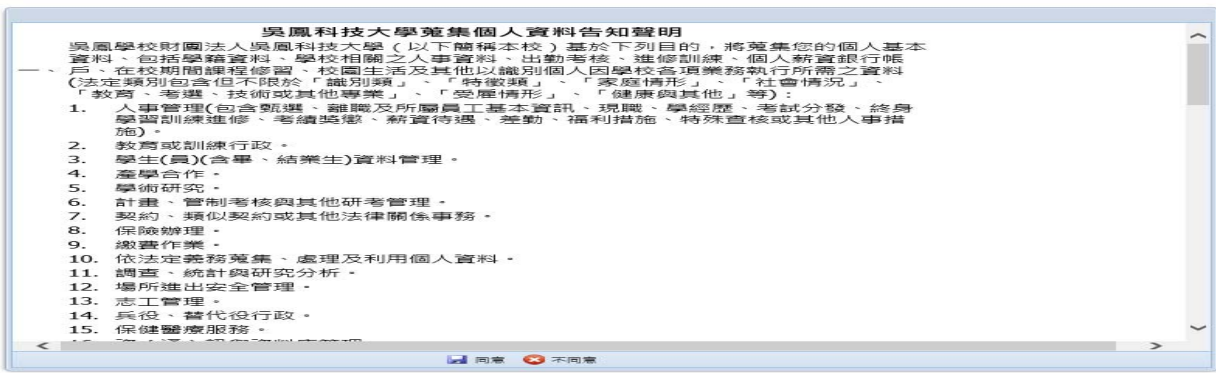 吳鳳科技大學蒐集個人資料告知聲明
吳鳳學校財團法人吳鳳科技大學（以下簡稱本校）基於下列目的，將蒐集您的個人基本
資料、包括學籍資料、學校相關之人事資料、出勤考核、進修訓練、個人薪資銀行帳
一、戶、在校期間課程修習、校園生活及其他以識別個人因學校各項業務執行所需之資料
(法定類別包含但不限於「識別類」、「特徵類」、「家庭情形」、「社會情況」
「教育、考選、技術或其他專業」、「受雇情形」、「健康與其他」等)：
1. 人事管理(包含甄選、離職及所屬員工基本資訊、現職、學經歷、考試分發、終身
學習訓練進修、考績獎懲、薪資待遇、差勤、福利措施、特殊查核或其他人事措
施)。
2. 教育或訓練行政。
3. 學生(員)(含畢、結業生)資料管理。
4. 產學合作。
5. 學術研究。
6. 計畫、管制考核與其他研考管理。
7. 契約、類似契約或其他法律關係事務。
8. 保險辦理。
9. 繳費作業。
10. 依法定義務蒐集、處理及利用個人資料。
11. 調查、統計與研究分析。
12. 場所進出安全管理。
13. 志工管理。
14. 兵役、替代役行政。
15. 保健醫療服務。
同意 不同意